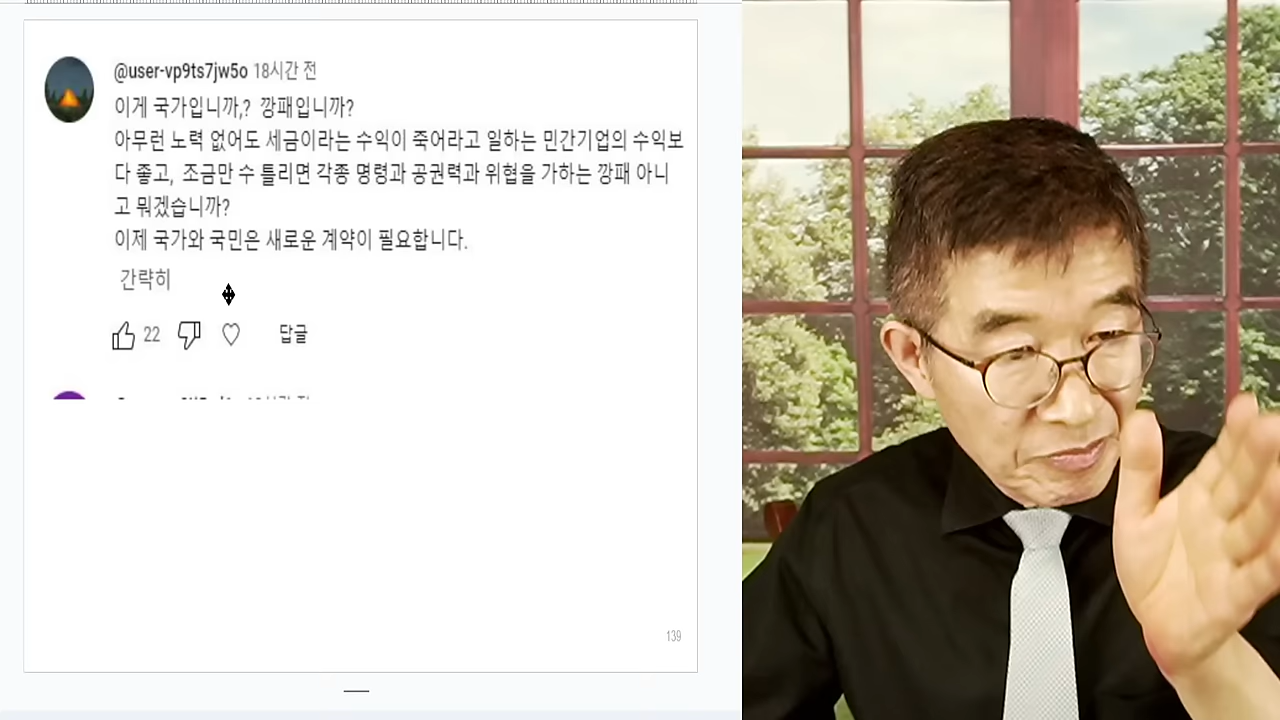 @user-vp9ts7jw5o 18시간 전
이게 국가입니까,? 깡패입니까?
아무런 노력 없어도 세금이라는 수익이 죽어라고 일하는 민간기업의 수익보
다 좋고, 조금만 수 틀리면 각종 명령과 공권력과 위협을 가하는 깡패 아니
고 뭐겠습니까?
이제 국가와 국민은 새로운 계약이 필요합니다.
간략히
22 답글
139